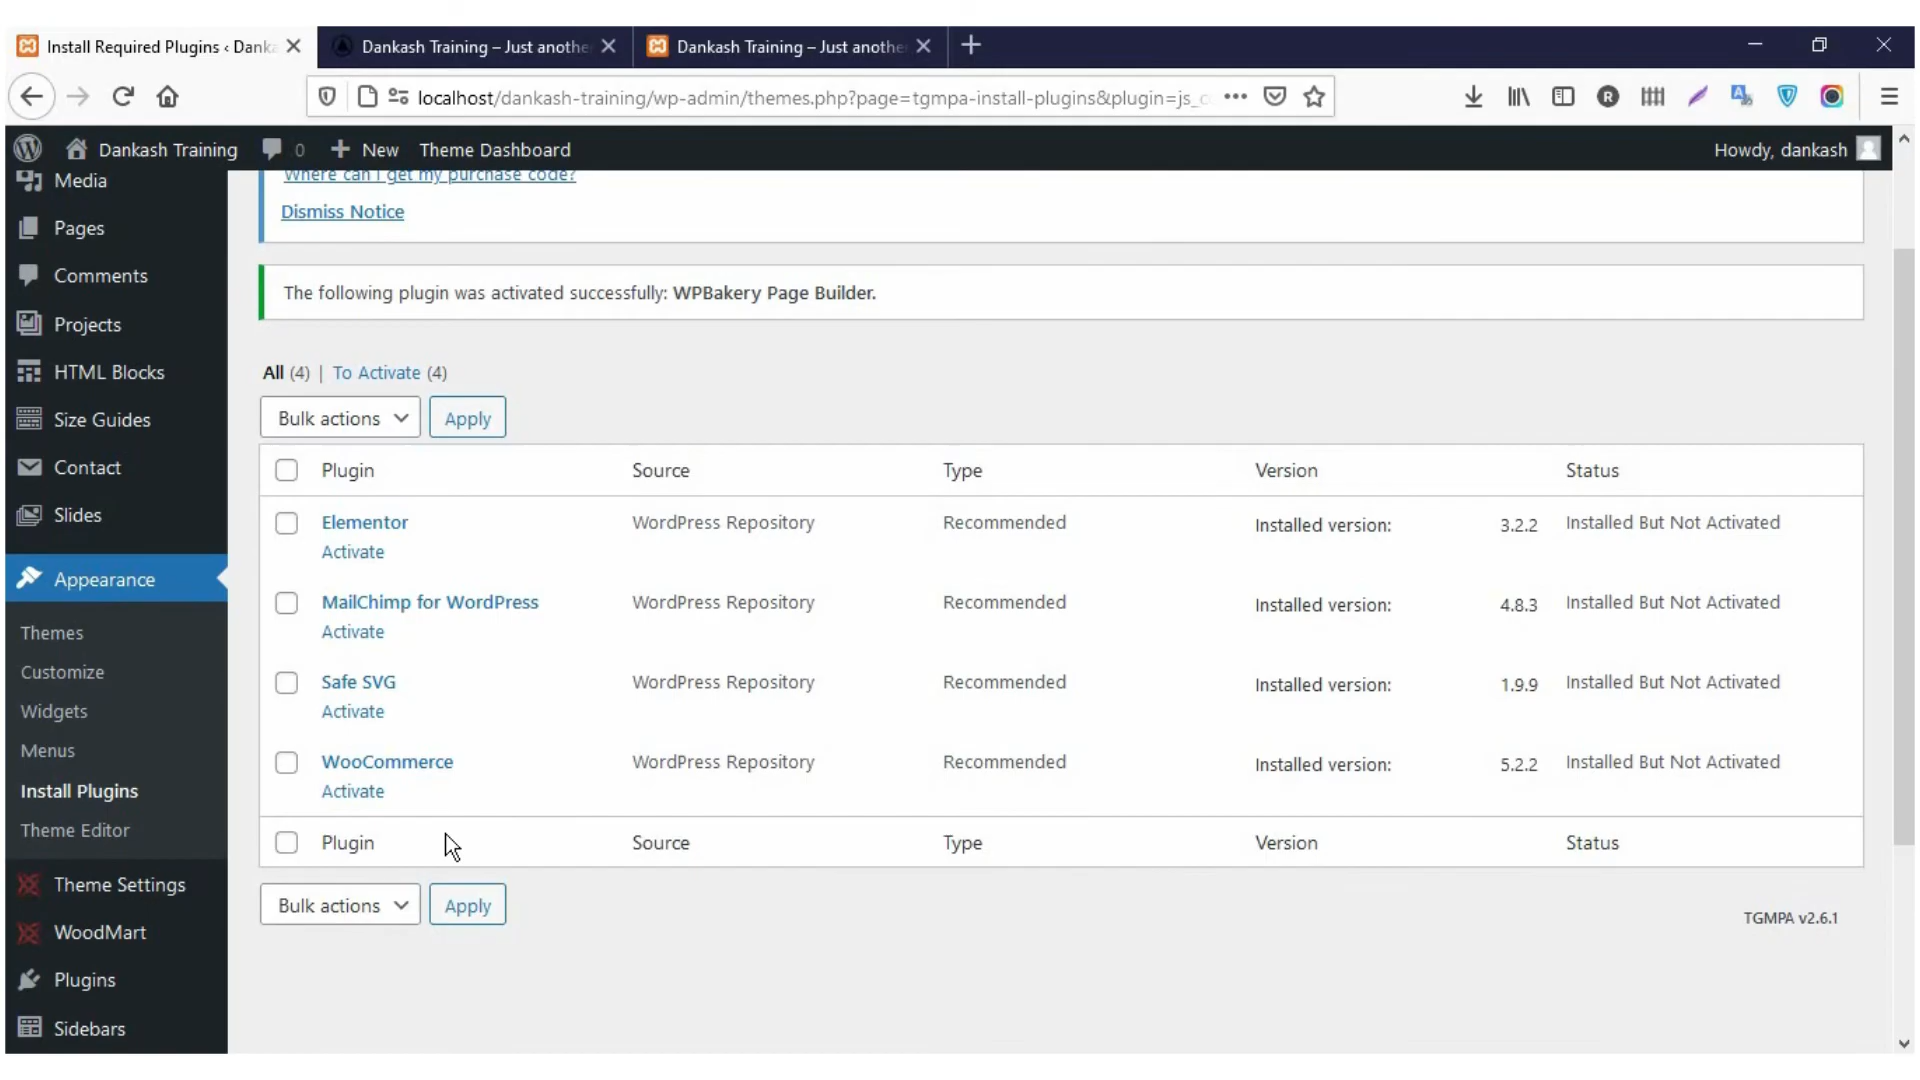 Install Required Plugins ‹ Danka
Dankash Training – Just anothe
Dankash Training – Just anothe
localhost/dankash-training/wp-admin/themes.php?page=tgmpa-install-plugins&plugin=js_c
Dankash Training
0
New
Theme Dashboard
Howdy, dankash
Media
Pages
Comments
Projects
HTML Blocks
Size Guides
Contact
Slides
Appearance
Themes
Customize
Widgets
Menus
Install Plugins
Theme Editor
Theme Settings
WoodMart
Plugins
Sidebars
Where can I get my purchase code?
Dismiss Notice
The following plugin was activated successfully: WPBakery Page Builder.
All (4) | To Activate (4)
Bulk actions Apply
Plugin Source Type Version Status
Elementor WordPress Repository Recommended Installed version: 3.2.2 Installed But Not Activated
Activate
MailChimp for WordPress WordPress Repository Recommended Installed version: 4.8.3 Installed But Not Activated
Activate
Safe SVG WordPress Repository Recommended Installed version: 1.9.9 Installed But Not Activated
Activate
WooCommerce WordPress Repository Recommended Installed version: 5.2.2 Installed But Not Activated
Activate
Plugin Source Type Version Status
Bulk actions Apply
TGMPA v2.6.1